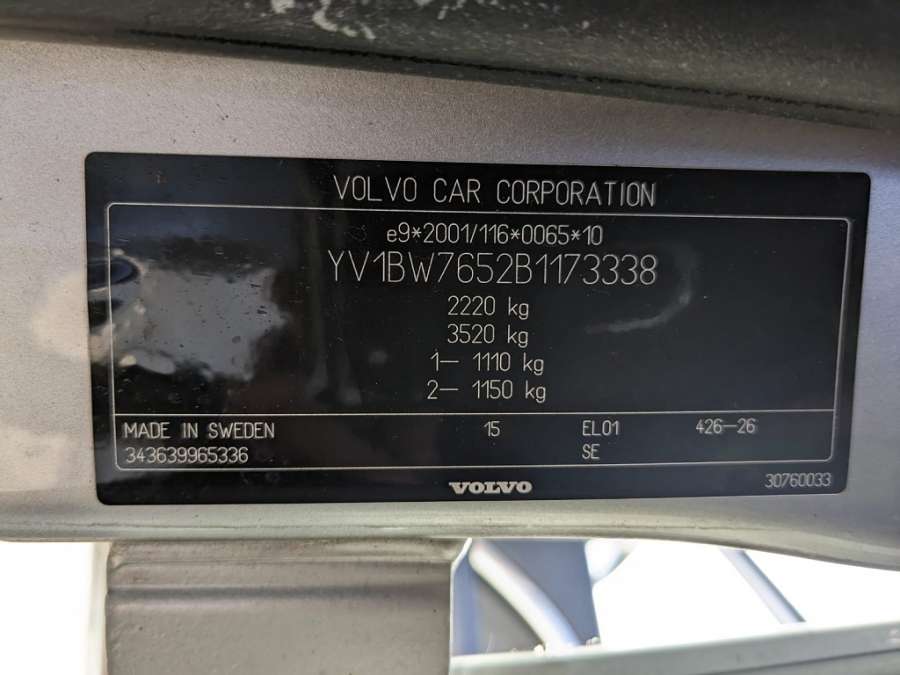 VOLVO CAR CORPORATION
e9*2001/116*0065*10
YV1BW7652B1173338
2220 kg
3520 kg
1– 1110 kg
2– 1150 kg
MADE IN SWEDEN 15 EL01 426–26
343639965336 SE
VOLVO 30760033